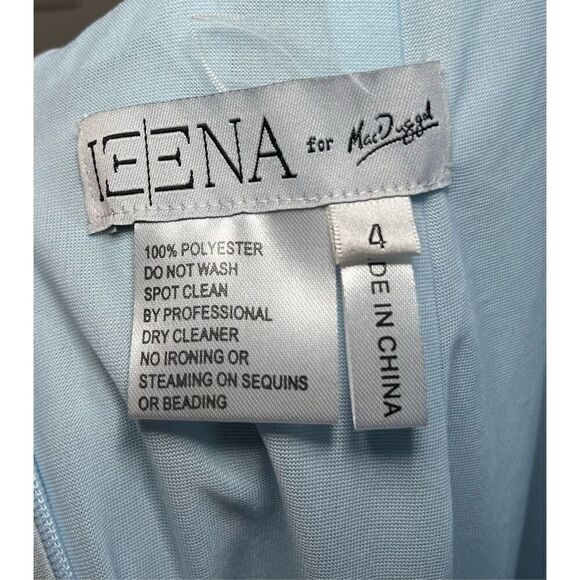 IEENA for Mac Duggal
100% POLYESTER
DO NOT WASH
SPOT CLEAN
BY PROFESSIONAL
DRY CLEANER
NO IRONING OR
STEAMING ON SEQUINS
OR BEADING
4
DE IN CHINA